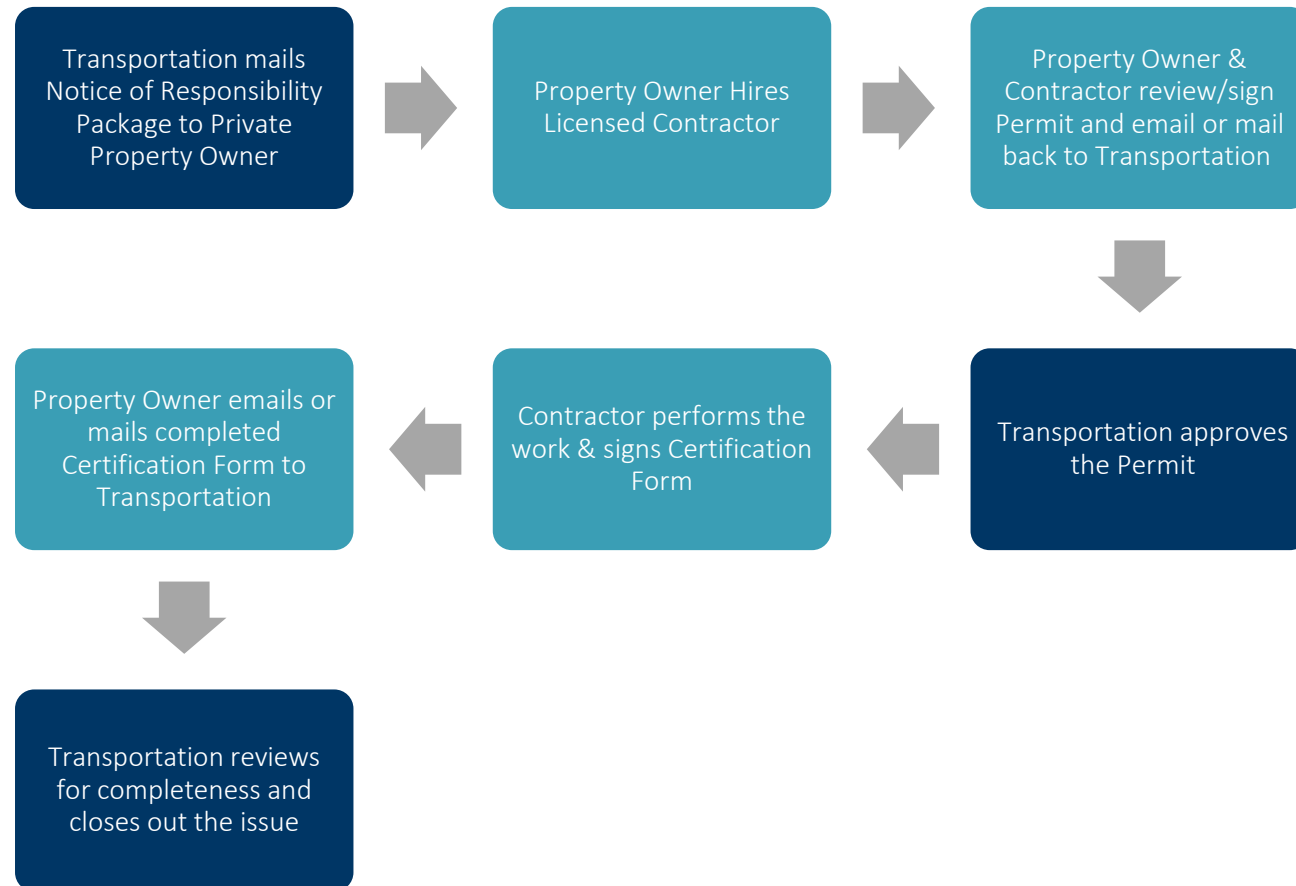 Transportation mails
Notice of Responsibility
Package to Private
Property Owner
Property Owner Hires
Licensed Contractor
Property Owner &
Contractor review/sign
Permit and email or mail
back to Transportation
Transportation approves
the Permit
Contractor performs the
work & signs Certification
Form
Property Owner emails or
mails completed
Certification Form to
Transportation
Transportation reviews
for completeness and
closes out the issue